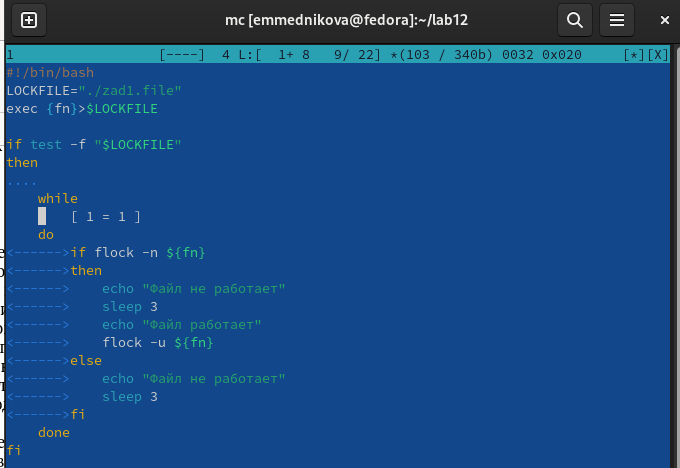 mc [emmednikova@fedora]:~/lab12
1 [----] 4 L:[ 1+ 8 9/ 22] *(103 / 340b) 0032 0x020 [*][X]
#!/bin/bash
LOCKFILE="./zad1.file"
exec {fn}>$LOCKFILE
if test -f "$LOCKFILE"
then
....
while
[ 1 = 1 ]
do
<------>if flock -n ${fn}
<------>then
<------>    echo "Файл не работает"
<------>    sleep 3
<------>    echo "Файл работает"
<------>    flock -u ${fn}
<------>else
<------>    echo "Файл не работает"
<------>    sleep 3
<------>fi
done
fi